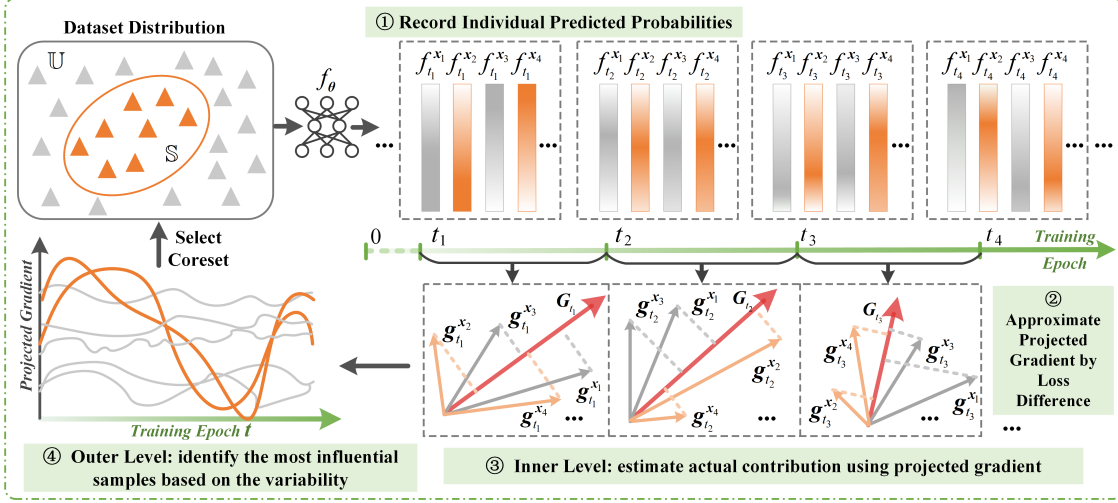 Dataset Distribution
① Record Individual Predicted Probabilities
𝕌
𝕊
f_θ
f_{t_1}^{x_1} f_{t_1}^{x_2} f_{t_1}^{x_3} f_{t_1}^{x_4}
f_{t_2}^{x_1} f_{t_2}^{x_2} f_{t_2}^{x_3} f_{t_2}^{x_4}
f_{t_3}^{x_1} f_{t_3}^{x_2} f_{t_3}^{x_3} f_{t_3}^{x_4}
f_{t_4}^{x_1} f_{t_4}^{x_2} f_{t_4}^{x_3} f_{t_4}^{x_4}
... ... ... ... ... ...
0 t_1 t_2 t_3 t_4
Training
Epoch
Select
Coreset
Projected Gradient
Training Epoch t
g_{t_1}^{x_2} g_{t_1}^{x_3} G_{t_1} g_{t_1}^{x_1} g_{t_1}^{x_4} ...
g_{t_2}^{x_3} g_{t_2}^{x_1} G_{t_2} g_{t_2}^{x_2} g_{t_2}^{x_4} ...
G_{t_3} g_{t_3}^{x_4} g_{t_3}^{x_3} g_{t_3}^{x_2} g_{t_3}^{x_1} ...
②
Approximate
Projected
Gradient by
Loss
Difference
...
④ Outer Level: identify the most influential
samples based on the variability
③ Inner Level: estimate actual contribution using projected gradient